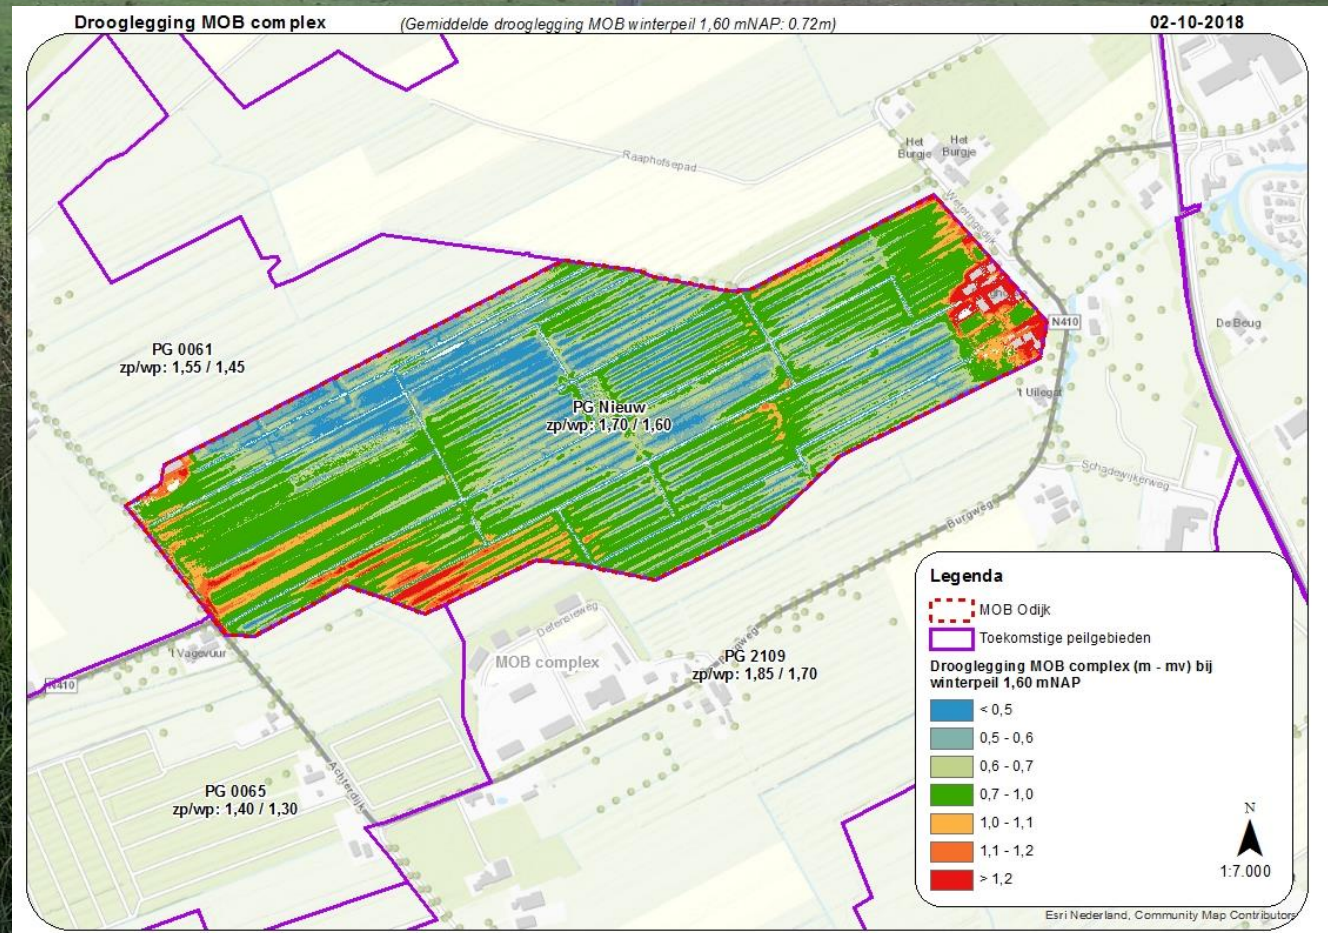 Drooglegging MOB complex
(Gemiddelde drooglegging MOB winterpeil 1,60 mNAP: 0.72m)
02-10-2018
Raaphofsepad
Het
Burgje
Het
Burgje
Weteringsdijk
N410
De Beug
PG 0061
zp/wp: 1,55 / 1,45
PG Nieuw
zp/wp: 1,70 / 1,60
't Uilegat
Schadewijkerweg
Burgweg
't Vagevuur
N410
Defensieweg
MOB complex
Burgweg
PG 2109
zp/wp: 1,85 / 1,70
PG 0065
zp/wp: 1,40 / 1,30
Achterdijk
Legenda
MOB Odijk
Toekomstige peilgebieden
Drooglegging MOB complex (m - mv) bij
winterpeil 1,60 mNAP
< 0,5
0,5 - 0,6
0,6 - 0,7
0,7 - 1,0
1,0 - 1,1
1,1 - 1,2
> 1,2
N
1:7.000
Esri Nederland, Community Map Contributors